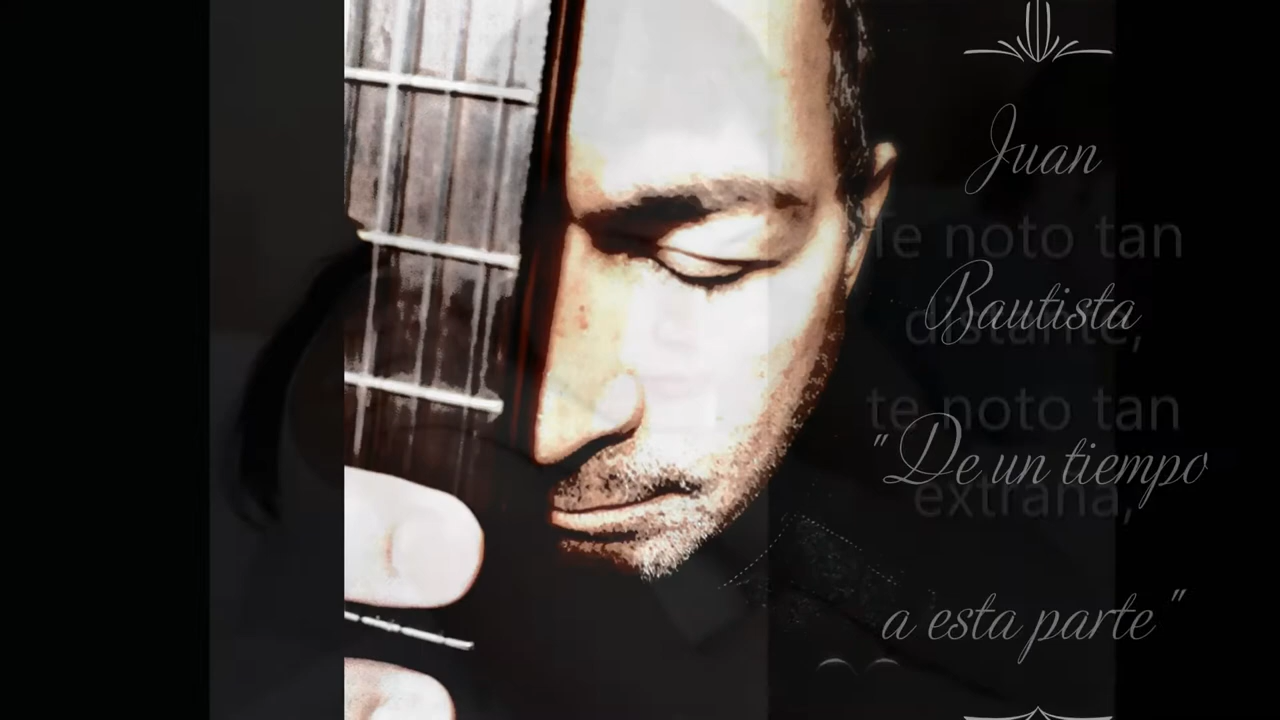 Juan
Te noto tan
Bautista
distante,
te noto tan
"De un tiempo
extraña,
a esta parte"